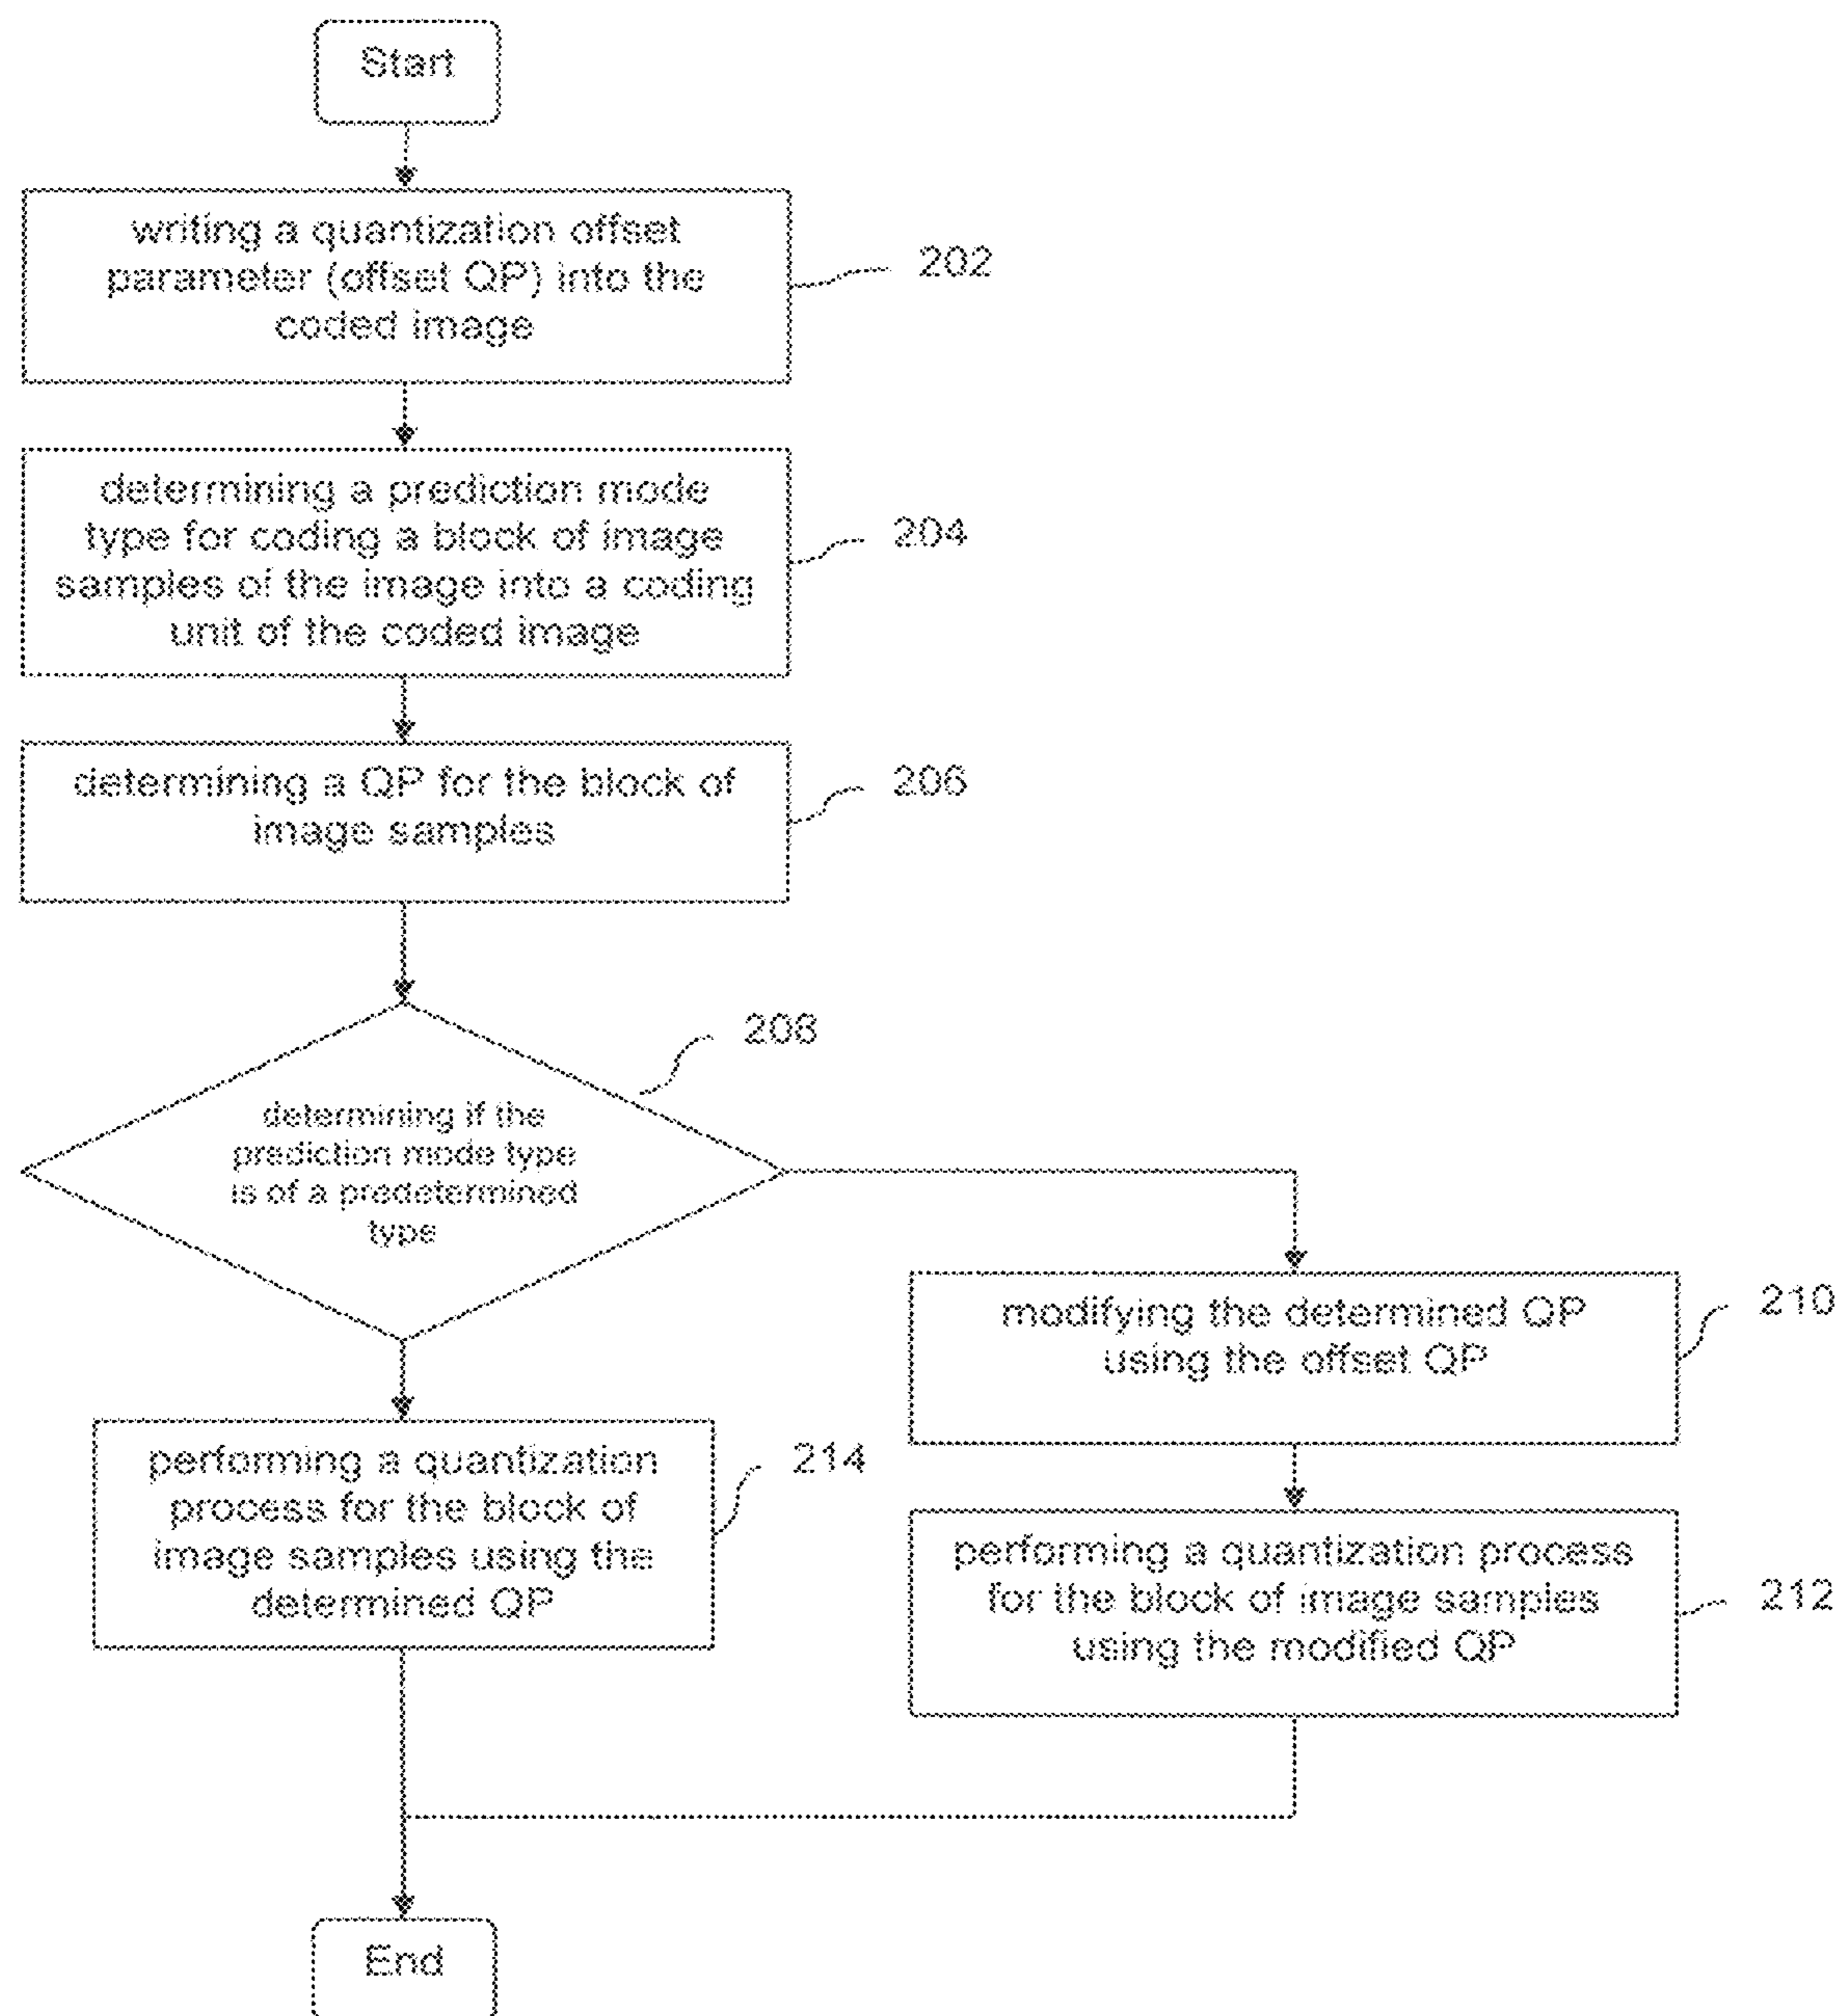 Start
writing a quantization offset
parameter (offset QP) into the
coded image
202
determining a prediction mode
type for coding a block of image
samples of the image into a coding
unit of the coded image
204
determining a QP for the block of
image samples
206
208
determining if the
prediction mode type
is of a predetermined
type
modifying the determined QP
using the offset QP
210
performing a quantization
process for the block of
image samples using the
determined QP
214
performing a quantization process
for the block of image samples
using the modified QP
212
End